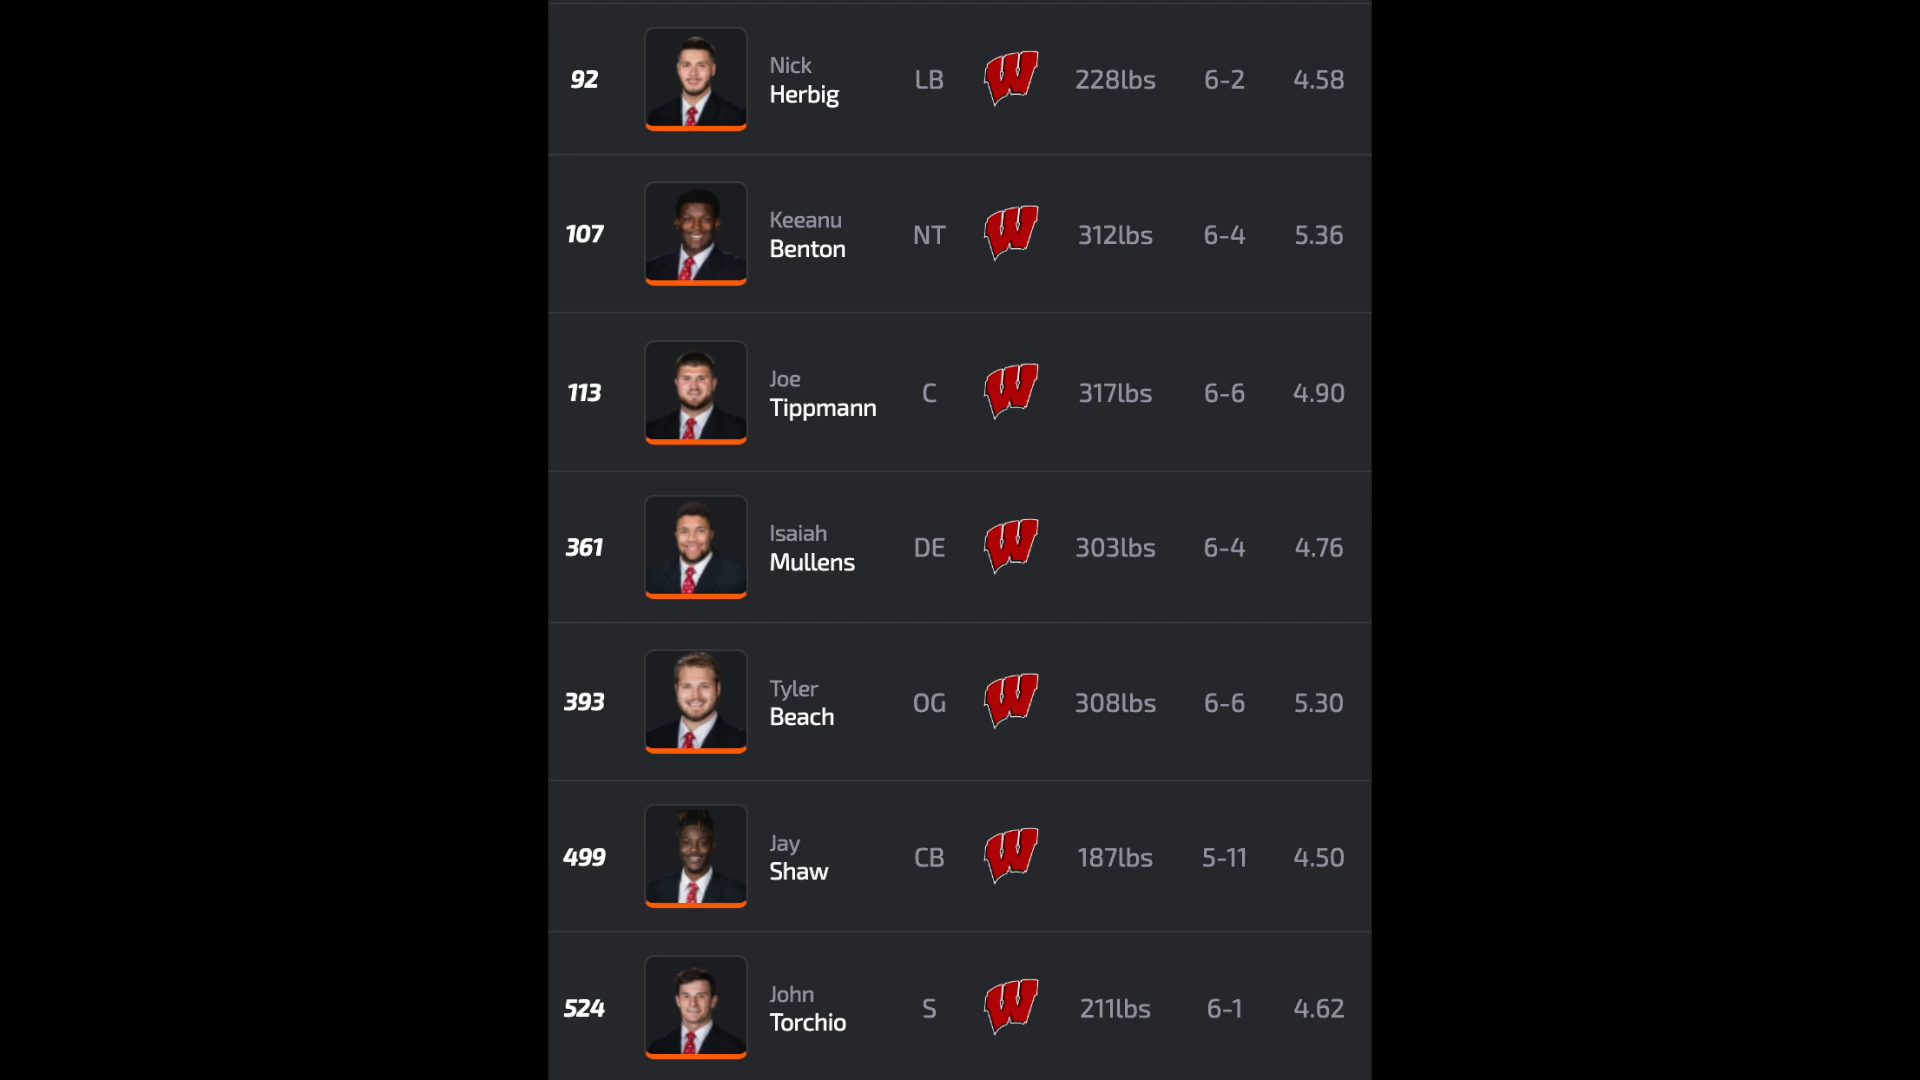 92 Nick LB W 228lbs 6-2 4.58
Herbig
107 Keeanu NT W 312lbs 6-4 5.36
Benton
113 Joe C W 317lbs 6-6 4.90
Tippmann
361 Isaiah DE W 303lbs 6-4 4.76
Mullens
393 Tyler OG W 308lbs 6-6 5.30
Beach
499 Jay CB W 187lbs 5-11 4.50
Shaw
524 John S W 211lbs 6-1 4.62
Torchio